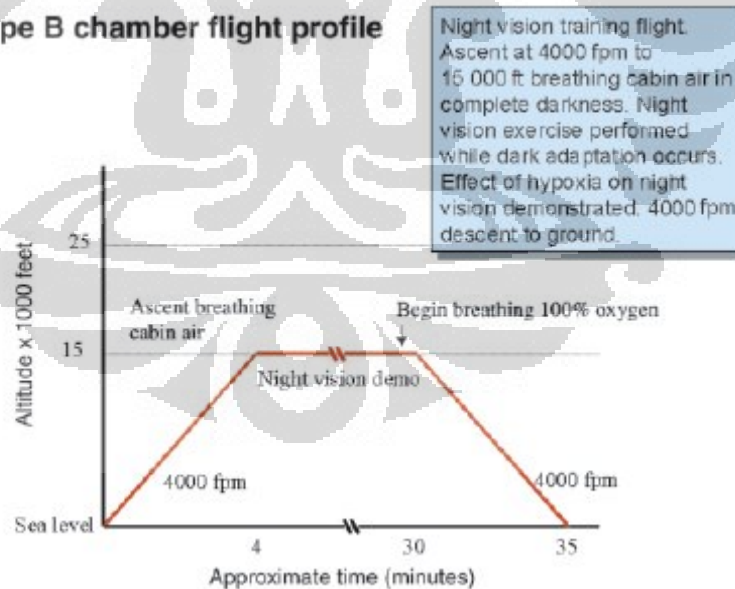 pe B chamber flight profile
Night vision training flight.
Ascent at 4000 fpm to
15 000 ft breathing cabin air in
complete darkness. Night
vision exercise performed
while dark adaptation occurs.
Effect of hypoxia on night
vision demonstrated. 4000 fpm
descent to ground.
Altitude x 1000 feet
25
Ascent breathing
cabin air
Begin breathing 100% oxygen
15
Night vision demo
4000 fpm
4000 fpm
Sea level
4
30
35
Approximate time (minutes)